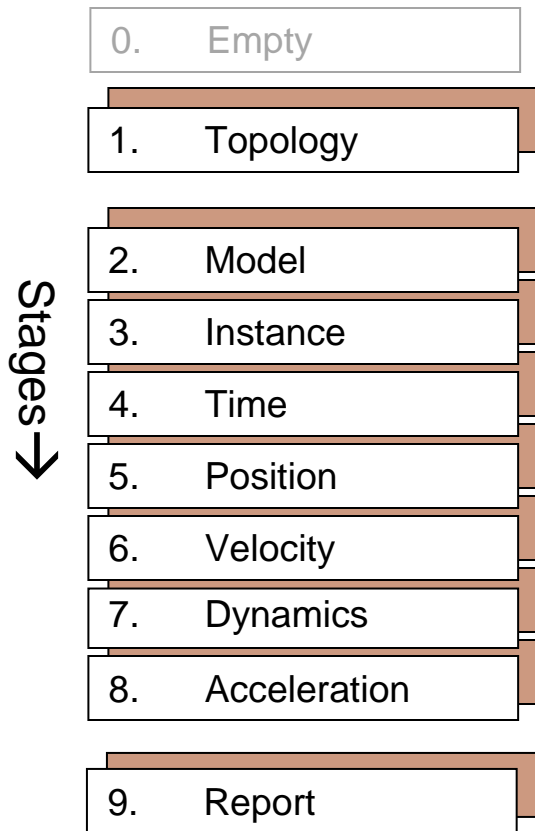 0. Empty
1. Topology
2. Model
3. Instance
4. Time
5. Position
6. Velocity
7. Dynamics
8. Acceleration
9. Report
Stages→